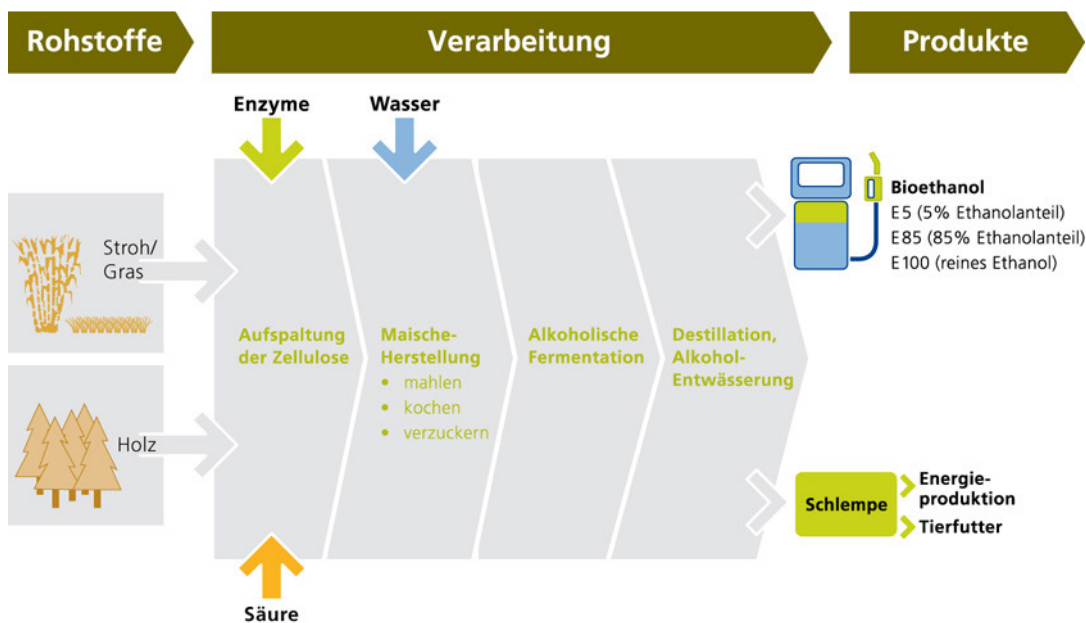 Rohstoffe
Verarbeitung
Produkte
Enzyme
Wasser
Stroh/
Gras
Holz
Aufspaltung
der Zellulose
Maische-
Herstellung
• mahlen
• kochen
• verzuckern
Alkoholische
Fermentation
Destillation,
Alkohol-
Entwässerung
Säure
Bioethanol
E5 (5% Ethanolanteil)
E85 (85% Ethanolanteil)
E100 (reines Ethanol)
Schlempe
Energie-
produktion
Tierfutter